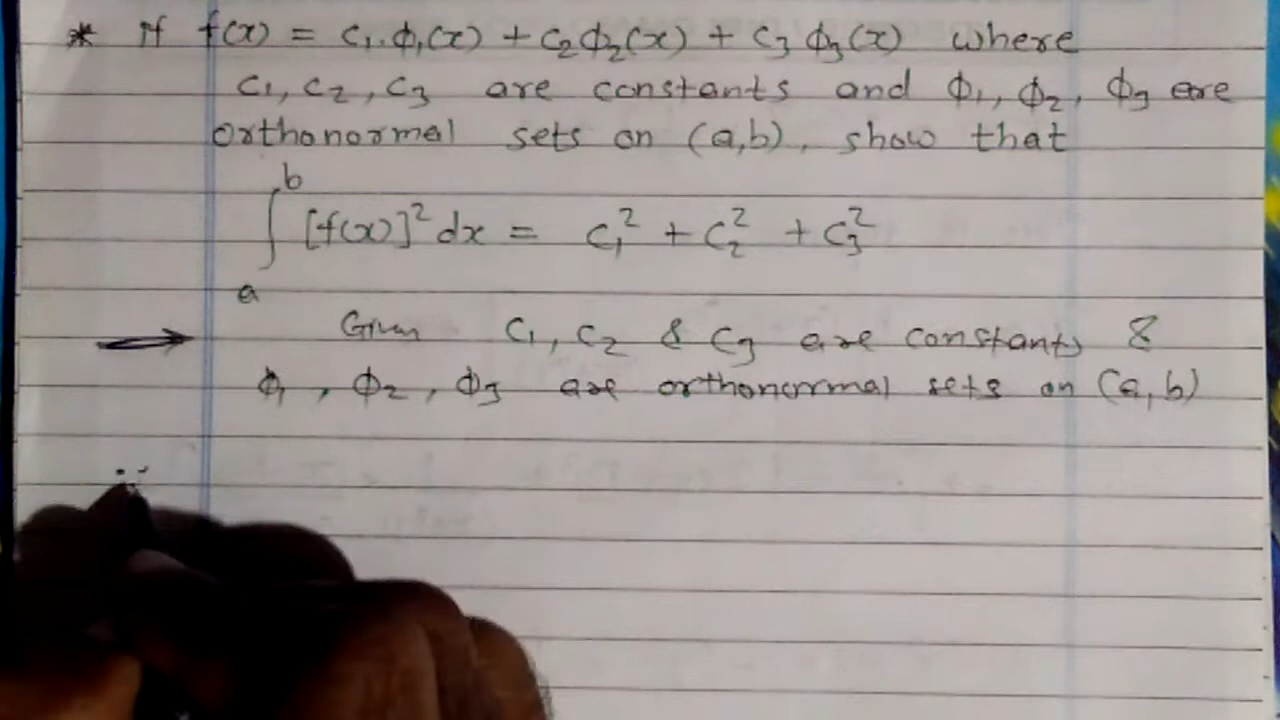 * If f(x) = c₁.ϕ₁(x) + c₂ϕ₂(x) + c₃ ϕ₃(x) where
c₁, c₂, c₃ are constants and ϕ₁, ϕ₂, ϕ₃ are
orthonormal sets on (a,b), show that
∫ₐᵇ [f(x)]² dx = c₁² + c₂² + c₃²
→ Given c₁, c₂ & c₃ are constants &
ϕ₁, ϕ₂, ϕ₃ are orthonormal sets on (a,b)